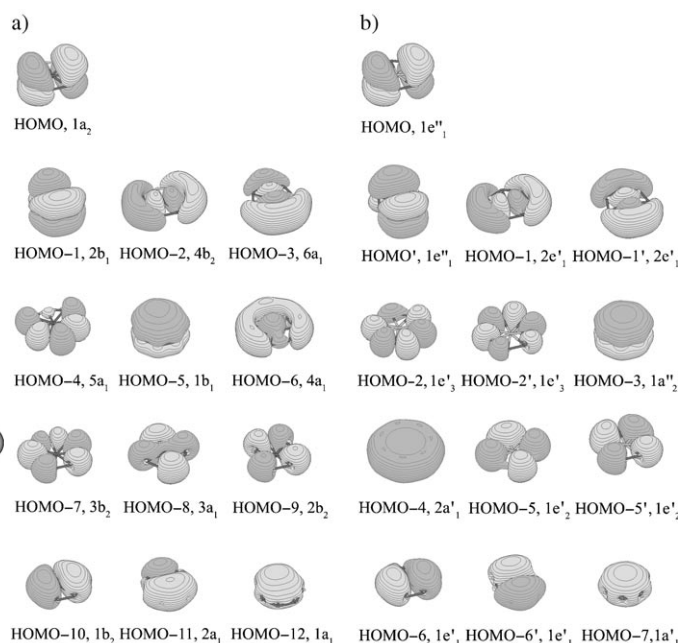 a) b)
HOMO, 1a₂ HOMO, 1e"₁
HOMO−1, 2b₁ HOMO−2, 4b₂ HOMO−3, 6a₁ HOMO', 1e"₁ HOMO−1, 2e'₁ HOMO−1', 2e'₁
HOMO−4, 5a₁ HOMO−5, 1b₁ HOMO−6, 4a₁ HOMO−2, 1e'₃ HOMO−2', 1e'₃ HOMO−3, 1a"₂
HOMO−7, 3b₂ HOMO−8, 3a₁ HOMO−9, 2b₂ HOMO−4, 2a'₁ HOMO−5, 1e'₂ HOMO−5', 1e'₂
HOMO−10, 1b₂ HOMO−11, 2a₁ HOMO−12, 1a₁ HOMO−6, 1e'₁ HOMO−6', 1e'₁ HOMO−7,1a'₁